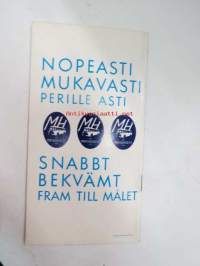 NOPEASTI
MUKAVASTI
PERILLE ASTI
MH MH MH
SNABBT
BEKVÄMT
FRAM TILL MÅLET